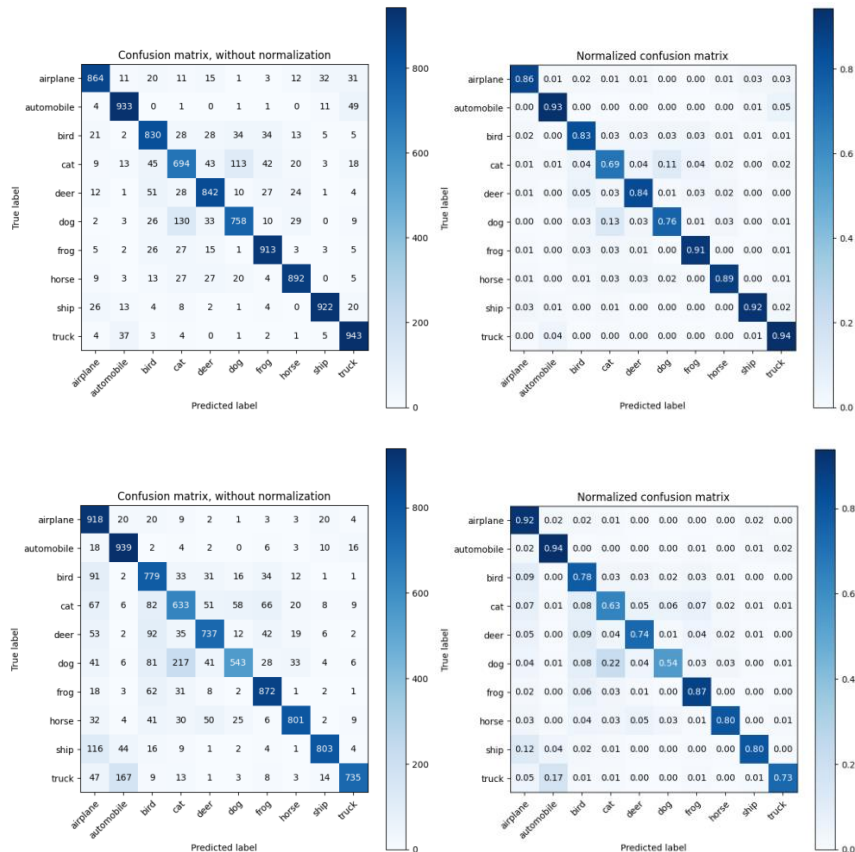 Confusion matrix, without normalization
airplane 864 11 20 11 15 1 3 12 32 31
automobile 4 933 0 1 1 0 1 0 11 49
bird 21 2 830 28 28 34 34 13 5 5
cat 9 13 45 694 43 113 42 20 3 18
deer 12 1 51 28 842 10 27 24 1 4
dog 2 3 26 130 33 758 10 29 0 9
frog 5 2 26 27 15 1 913 3 3 5
horse 9 3 13 27 27 20 4 892 0 5
ship 26 13 4 8 2 1 4 0 922 20
truck 4 37 3 4 0 1 2 1 5 943
airplane automobile bird cat deer dog frog horse ship truck
True label
Predicted label
800
600
400
200
0
Normalized confusion matrix
airplane 0.86 0.01 0.02 0.01 0.01 0.00 0.00 0.01 0.03 0.03
automobile 0.00 0.93 0.00 0.00 0.00 0.00 0.00 0.00 0.01 0.05
bird 0.02 0.00 0.83 0.03 0.03 0.03 0.03 0.01 0.01 0.01
cat 0.01 0.01 0.04 0.69 0.04 0.11 0.04 0.02 0.00 0.02
deer 0.01 0.00 0.05 0.03 0.84 0.01 0.03 0.02 0.00 0.00
dog 0.00 0.00 0.03 0.13 0.03 0.76 0.01 0.03 0.00 0.01
frog 0.01 0.00 0.03 0.03 0.01 0.00 0.91 0.00 0.00 0.01
horse 0.01 0.00 0.01 0.03 0.03 0.02 0.00 0.89 0.00 0.01
ship 0.03 0.01 0.00 0.01 0.00 0.00 0.00 0.00 0.92 0.02
truck 0.00 0.04 0.00 0.00 0.00 0.00 0.00 0.00 0.01 0.94
airplane automobile bird cat deer dog frog horse ship truck
True label
Predicted label
0.8
0.6
0.4
0.2
0.0
Confusion matrix, without normalization
airplane 918 20 20 9 2 1 3 3 20 4
automobile 18 939 2 4 2 0 6 3 10 16
bird 91 2 779 33 31 16 34 12 1 1
cat 67 6 82 633 51 58 66 20 8 9
deer 53 2 92 35 737 12 42 19 6 2
dog 41 6 81 217 41 543 28 33 4 6
frog 18 3 62 31 8 2 872 1 2 1
horse 32 4 41 30 50 25 6 801 2 9
ship 116 44 16 9 1 2 4 1 803 4
truck 47 167 9 13 1 3 8 3 14 735
airplane automobile bird cat deer dog frog horse ship truck
True label
Predicted label
800
600
400
200
0
Normalized confusion matrix
airplane 0.92 0.02 0.02 0.01 0.00 0.00 0.00 0.00 0.02 0.00
automobile 0.02 0.94 0.00 0.00 0.00 0.00 0.01 0.00 0.01 0.02
bird 0.09 0.00 0.78 0.03 0.03 0.02 0.03 0.01 0.00 0.00
cat 0.07 0.01 0.08 0.63 0.05 0.06 0.07 0.02 0.01 0.01
deer 0.05 0.00 0.09 0.04 0.74 0.01 0.04 0.02 0.01 0.00
dog 0.04 0.01 0.08 0.22 0.04 0.54 0.03 0.03 0.00 0.01
frog 0.02 0.00 0.06 0.03 0.01 0.00 0.87 0.00 0.00 0.00
horse 0.03 0.00 0.04 0.03 0.05 0.03 0.01 0.80 0.00 0.01
ship 0.12 0.04 0.02 0.01 0.00 0.00 0.00 0.00 0.80 0.00
truck 0.05 0.17 0.01 0.01 0.00 0.00 0.01 0.00 0.01 0.73
airplane automobile bird cat deer dog frog horse ship truck
True label
Predicted label
0.8
0.6
0.4
0.2
0.0